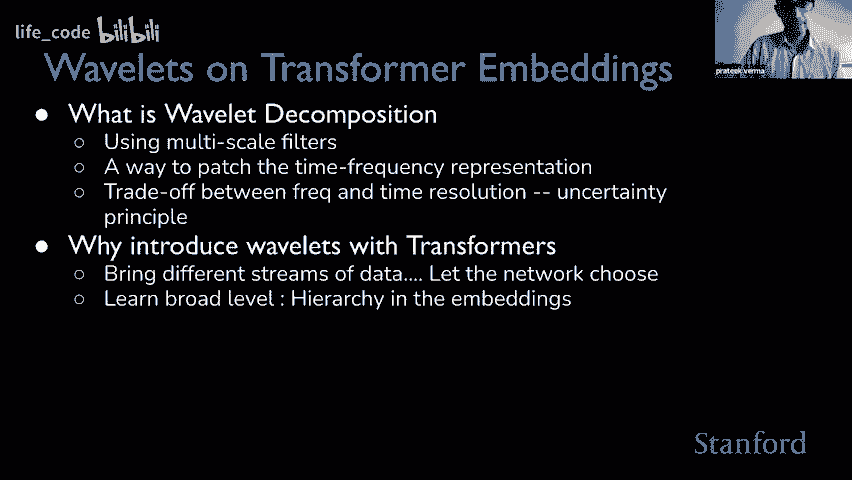 life_code bilibili
Wavelets on Transformer Embeddings
prateek verma
● What is Wavelet Decomposition
○ Using multi-scale filters
○ A way to patch the time-frequency representation
○ Trade-off between freq and time resolution -- uncertainty
principle
● Why introduce wavelets with Transformers
○ Bring different streams of data.... Let the network choose
○ Learn broad level : Hierarchy in the embeddings
Stanford